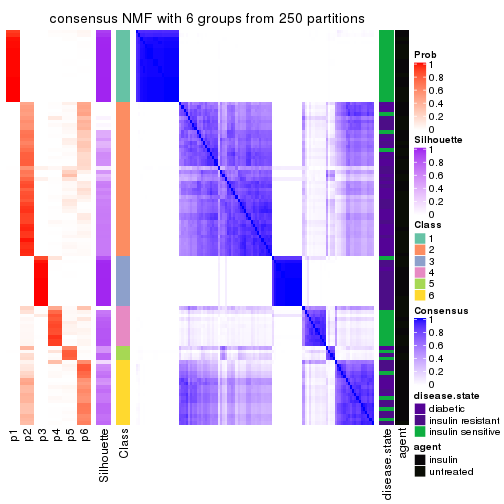 consensus NMF with 6 groups from 250 partitions
Prob
1
0.8
0.6
0.4
0.2
0
Silhouette
1
0.8
0.6
0.4
0.2
0
Class
1
2
3
4
5
6
Consensus
1
0.8
0.6
0.4
0.2
0
disease.state
diabetic
insulin resistant
insulin sensitive
agent
insulin
untreated
p1
p2
p3
p4
p5
p6
Silhouette
Class
disease.state
agent